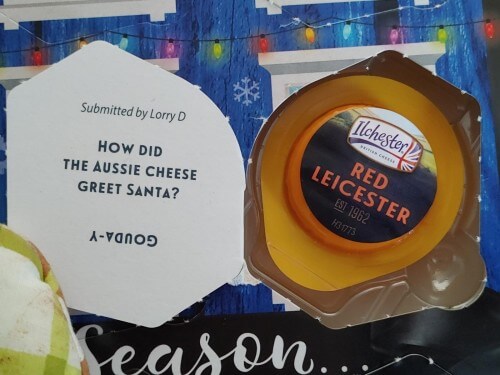 Submitted by Lorry D
HOW DID
THE AUSSIE CHEESE
GREET SANTA?
GOUDA-Y
Ilchester
BRITISH CHEESE
RED
LEICESTER
EST 1962
H31773
Season...